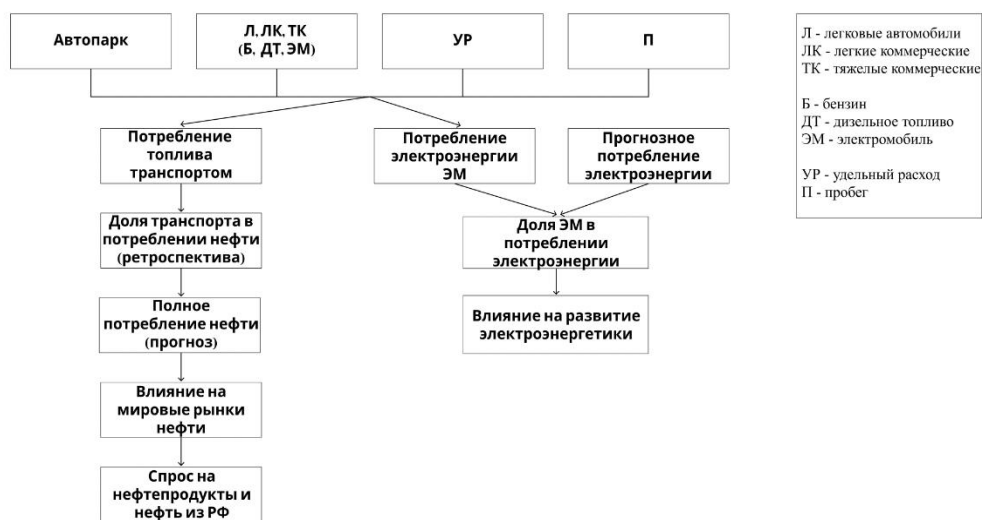 Автопарк
Л, ЛК, ТК
(Б, ДТ, ЭМ)
УР
П
Л - легковые автомобили
ЛК - легкие коммерческие
ТК - тяжелые коммерческие
Б - бензин
ДТ - дизельное топливо
ЭМ - электромобиль
УР - удельный расход
П - пробег
Потребление
топлива
транспортом
Потребление
электроэнергии
ЭМ
Прогнозное
потребление
электроэнергии
Доля транспорта в
потреблении нефти
(ретроспектива)
Доля ЭМ в
потреблении
электроэнергии
Полное
потребление нефти
(прогноз)
Влияние на развитие
электроэнергетики
Влияние на
мировые рынки
нефти
Спрос на
нефтепродукты и
нефть из РФ